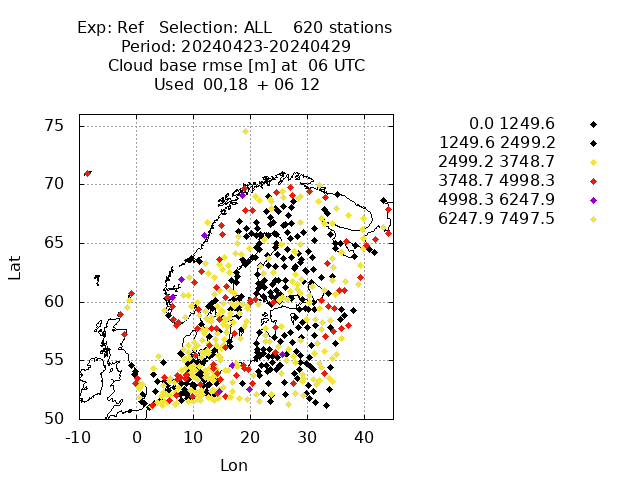 Exp: Ref   Selection: ALL    620 stations
Period: 20240423-20240429
Cloud base rmse [m] at  06 UTC
Used  00,18  + 06 12
0.0 1249.6
1249.6 2499.2
2499.2 3748.7
3748.7 4998.3
4998.3 6247.9
6247.9 7497.5
75
70
65
60
55
50
Lat
-10 0 10 20 30 40
Lon